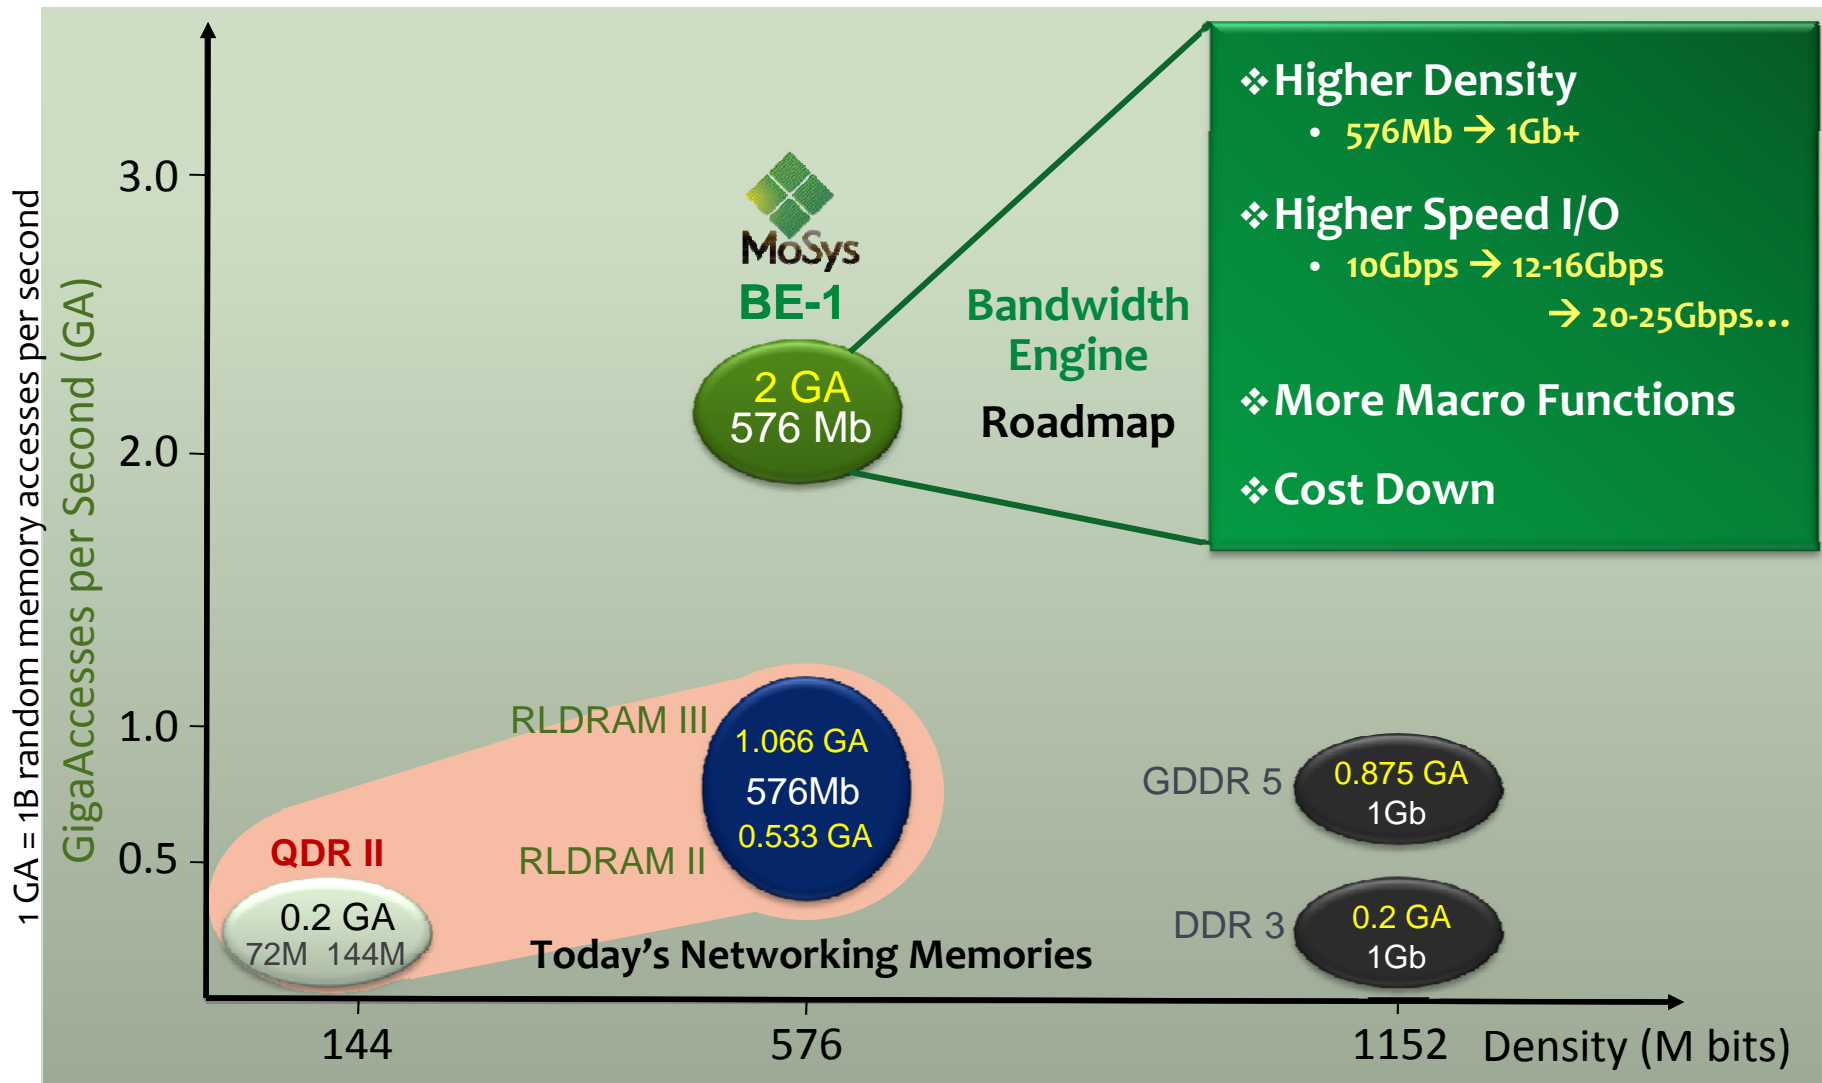 1 GA = 1B random memory accesses per second
GigaAccesses per Second (GA)
3.0
2.0
1.0
0.5
MoSys
BE-1
2 GA
576 Mb
Bandwidth
Engine
Roadmap
❖Higher Density
• 576Mb → 1Gb+
❖Higher Speed I/O
• 10Gbps → 12-16Gbps
→ 20-25Gbps...
❖More Macro Functions
❖Cost Down
RLDRAM III
1.066 GA
576Mb
0.533 GA
RLDRAM II
QDR II
0.2 GA
72M 144M
GDDR 5
0.875 GA
1Gb
DDR 3
0.2 GA
1Gb
Today's Networking Memories
144
576
1152
Density (M bits)